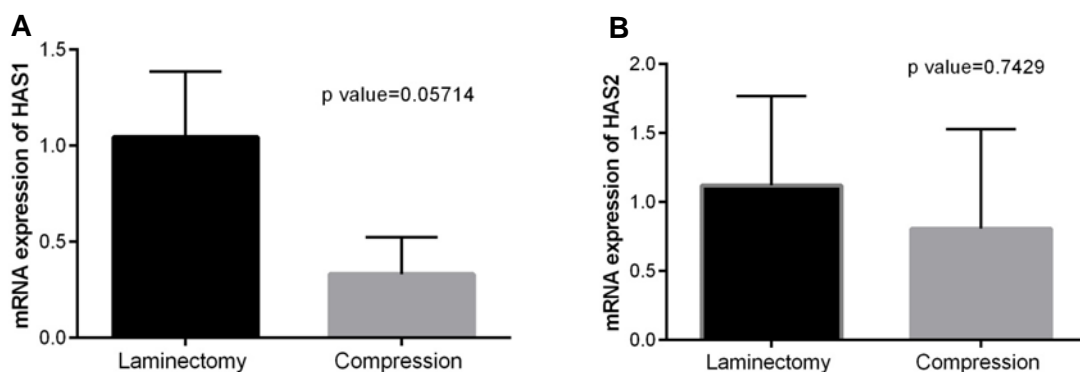 A
mRNA expression of HAS1
1.5
1.0
0.5
0.0
p value=0.05714
Laminectomy
Compression
B
mRNA expression of HAS2
2.0
1.5
1.0
0.5
0.0
p value=0.7429
Laminectomy
Compression